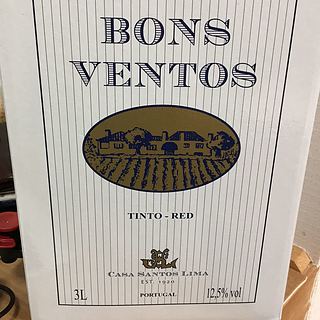 BONS
VENTOS
TINTO - RED
CASA SANTOS LIMA
EST. 1920
3L PORTUGAL 12,5% vol